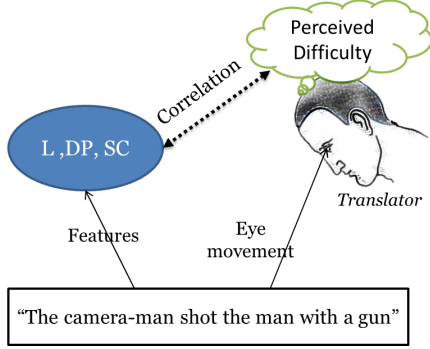 Perceived
Difficulty
Correlation
L ,DP, SC
Translator
Features
Eye
movement
“The camera-man shot the man with a gun”